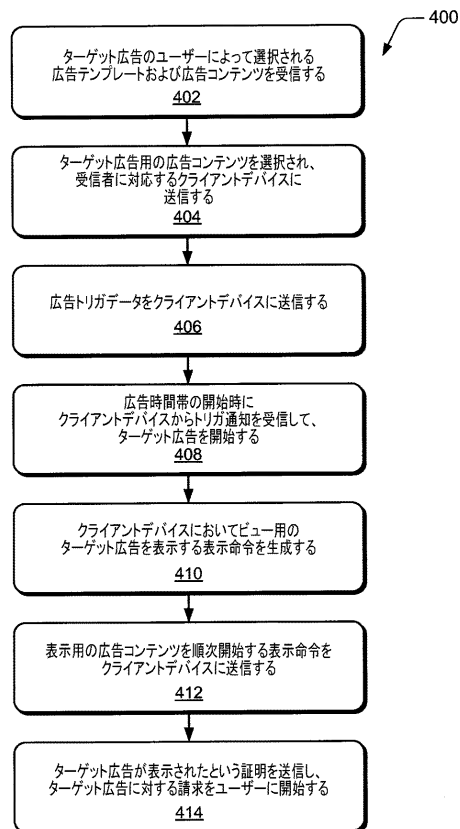 400
ターゲット広告のユーザーによって選択される
広告テンプレートおよび広告コンテンツを受信する
402
ターゲット広告用の広告コンテンツを選択され、
受信者に対応するクライアントデバイスに
送信する
404
広告トリガデータをクライアントデバイスに送信する
406
広告時間帯の開始時に
クライアントデバイスからトリガ通知を受信して、
ターゲット広告を開始する
408
クライアントデバイスにおいてビュー用の
ターゲット広告を表示する表示命令を生成する
410
表示用の広告コンテンツを順次開始する表示命令を
クライアントデバイスに送信する
412
ターゲット広告が表示されたという証明を送信し、
ターゲット広告に対する請求をユーザーに開始する
414